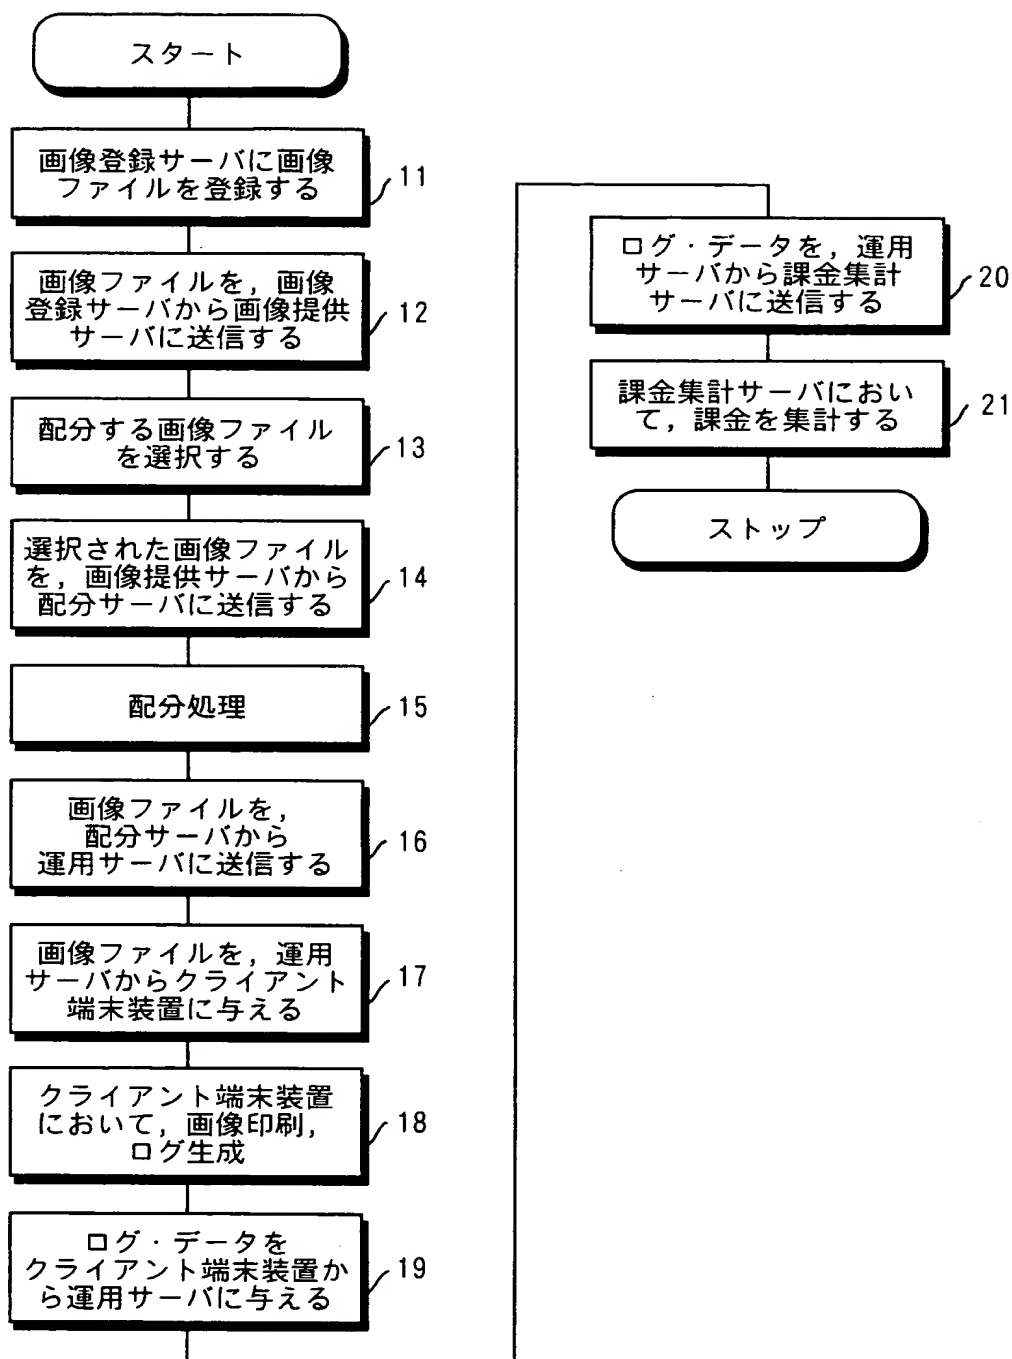 スタート
画像登録サーバに画像
ファイルを登録する
11
画像ファイルを,画像
登録サーバから画像提供
サーバに送信する
12
配分する画像ファイル
を選択する
13
選択された画像ファイル
を,画像提供サーバから
配分サーバに送信する
14
配分処理
15
画像ファイルを,
配分サーバから
運用サーバに送信する
16
画像ファイルを,運用
サーバからクライアント
端末装置に与える
17
クライアント端末装置
において,画像印刷,
ログ生成
18
ログ・データを
クライアント端末装置か
ら運用サーバに与える
19
ログ・データを,運用
サーバから課金集計
サーバに送信する
20
課金集計サーバにおい
て,課金を集計する
21
ストップ